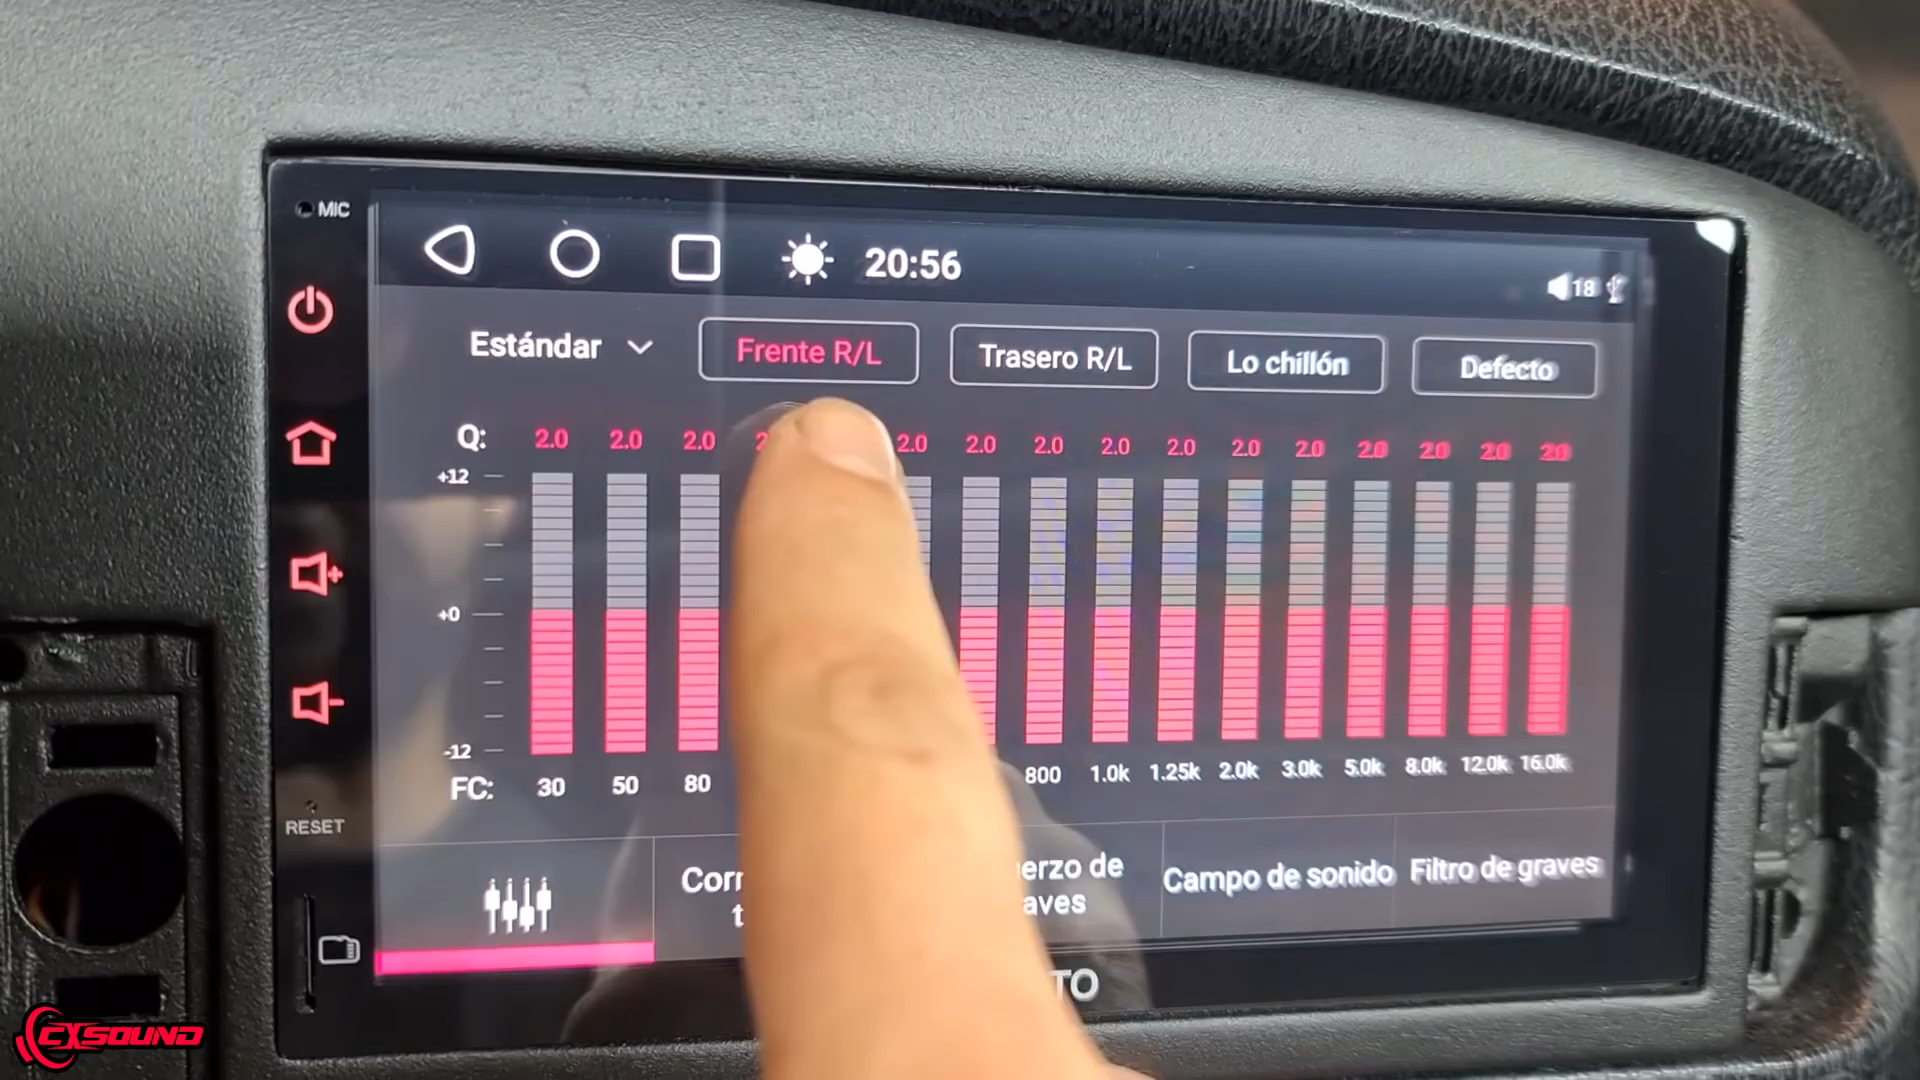 MIC
20:56
18
Estándar
Frente R/L
Trasero R/L
Lo chillón
Defecto
Q: 2.0 2.0 2.0 2.0 2.0 2.0 2.0 2.0 2.0 2.0 2.0 2.0 2.0 2.0
+12
+0
-12
FC: 30 50 80 800 1.0k 1.25k 2.0k 3.0k 5.0k 8.0k 12.0k 16.0k
RESET
Campo de sonido
Filtro de graves
CXSOUND